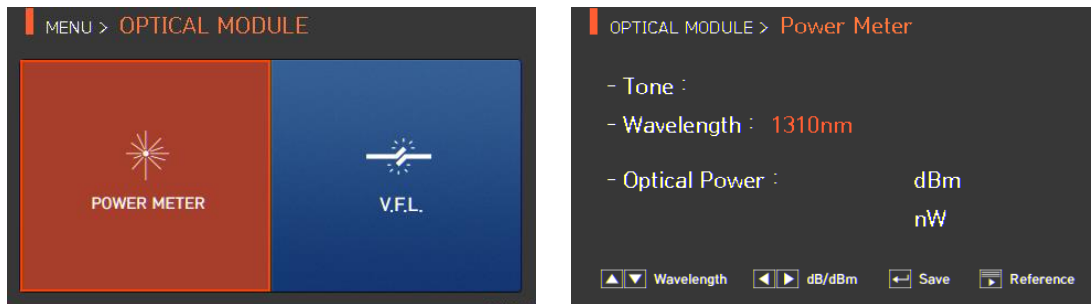 MENU > OPTICAL MODULE
POWER METER
V.F.L.
OPTICAL MODULE > Power Meter
- Tone :
- Wavelength : 1310nm
- Optical Power : dBm
nW
Wavelength dB/dBm Save Reference